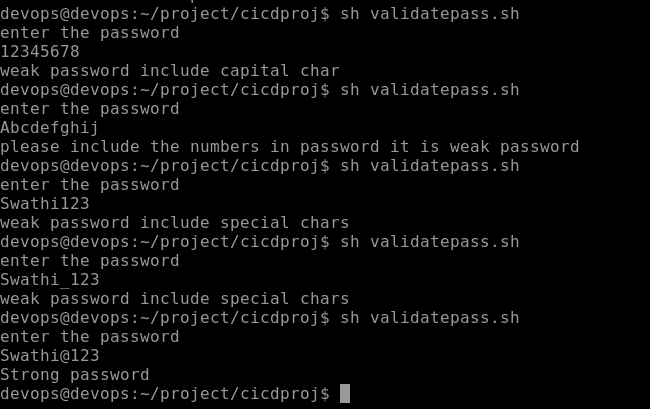 devops@devops:~/project/cicdproj$ sh validatepass.sh
enter the password
12345678
weak password include capital char
devops@devops:~/project/cicdproj$ sh validatepass.sh
enter the password
Abcdefghij
please include the numbers in password it is weak password
devops@devops:~/project/cicdproj$ sh validatepass.sh
enter the password
Swathi123
weak password include special chars
devops@devops:~/project/cicdproj$ sh validatepass.sh
enter the password
Swathi_123
weak password include special chars
devops@devops:~/project/cicdproj$ sh validatepass.sh
enter the password
Swathi@123
Strong password
devops@devops:~/project/cicdproj$